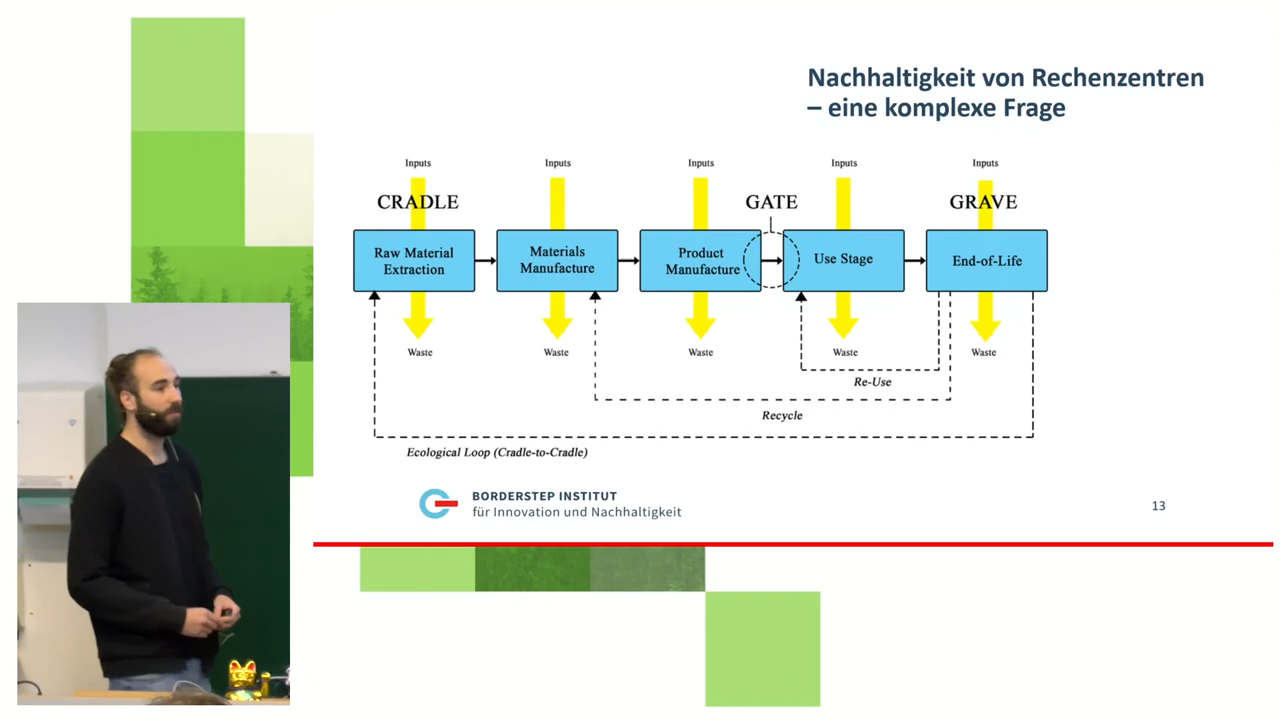 Nachhaltigkeit von Rechenzentren
– eine komplexe Frage
Inputs
Inputs
Inputs
Inputs
Inputs
CRADLE
GATE
GRAVE
Raw Material
Extraction
Materials
Manufacture
Product
Manufacture
Use Stage
End-of-Life
Waste
Waste
Waste
Waste
Waste
Re-Use
Recycle
Ecological Loop (Cradle-to-Cradle)
BORDERSTEP INSTITUT
für Innovation und Nachhaltigkeit
13